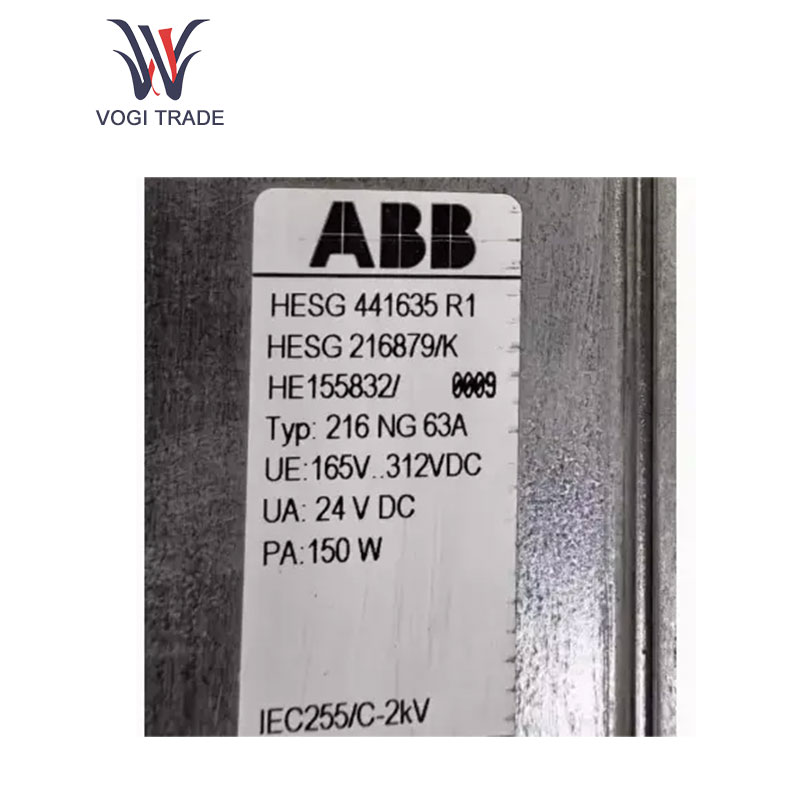 VOGI TRADE
ABB
HESG 441635 R1
HESG 216879/K
HE155832/ 0009
Typ: 216 NG 63A
UE:165V..312VDC
UA: 24 V DC
PA:150 W
IEC255/C-2kV